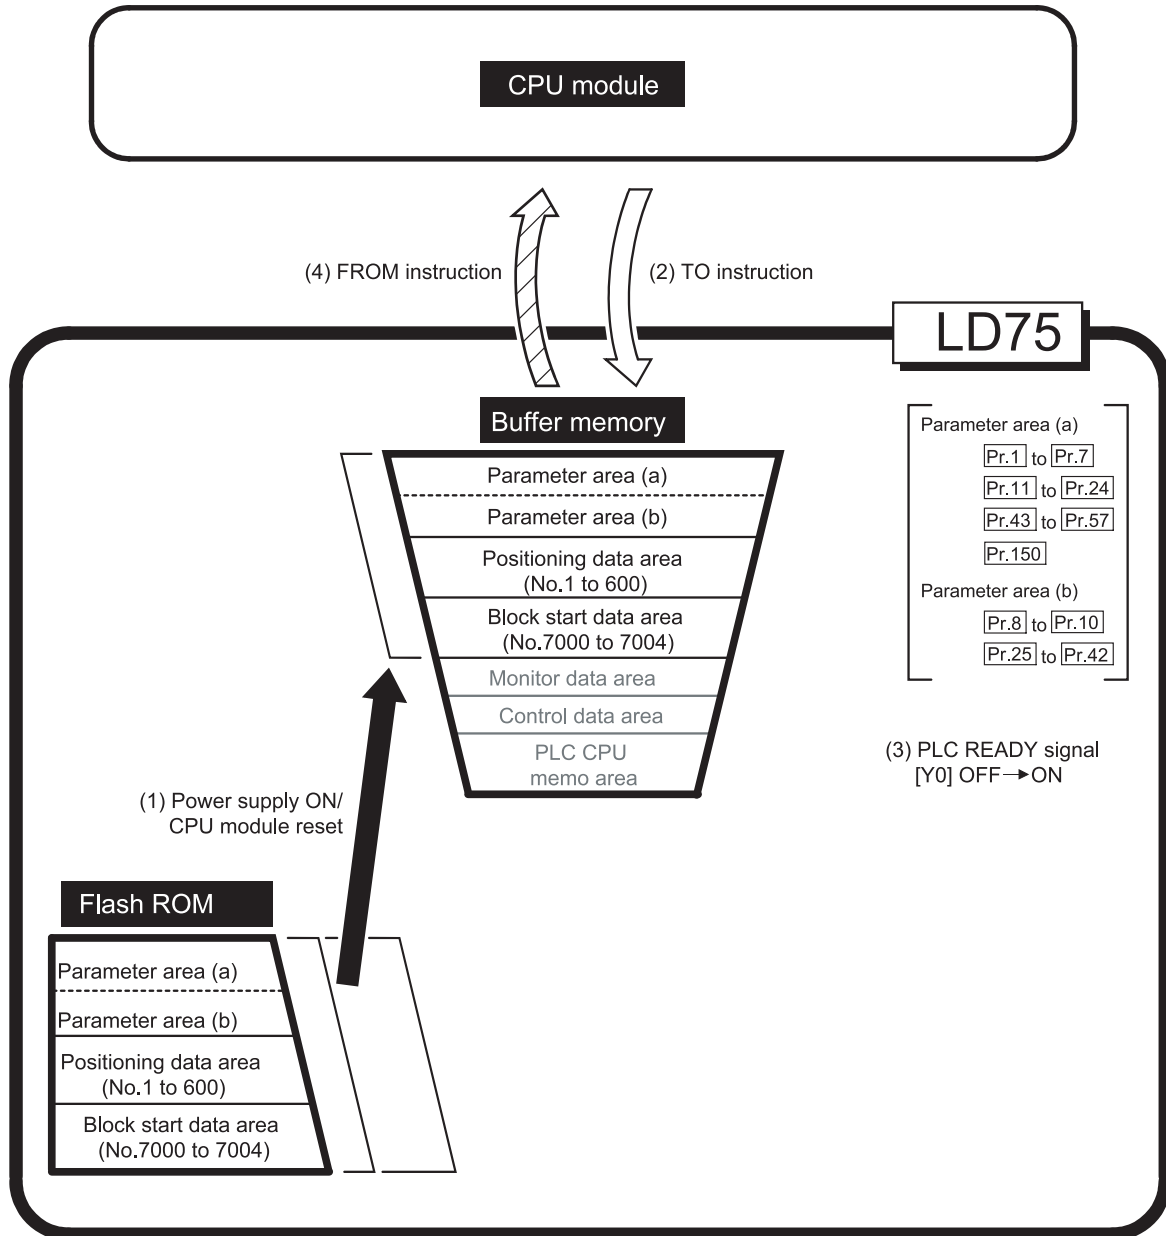 CPU module
(4) FROM instruction
(2) TO instruction
LD75
Buffer memory
Parameter area (a)
Parameter area (b)
Positioning data area
(No.1 to 600)
Block start data area
(No.7000 to 7004)
Monitor data area
Control data area
PLC CPU
memo area
Parameter area (a)
Pr.1 to Pr.7
Pr.11 to Pr.24
Pr.43 to Pr.57
Pr.150
Parameter area (b)
Pr.8 to Pr.10
Pr.25 to Pr.42
(3) PLC READY signal
[Y0] OFF→ON
(1) Power supply ON/
CPU module reset
Flash ROM
Parameter area (a)
Parameter area (b)
Positioning data area
(No.1 to 600)
Block start data area
(No.7000 to 7004)